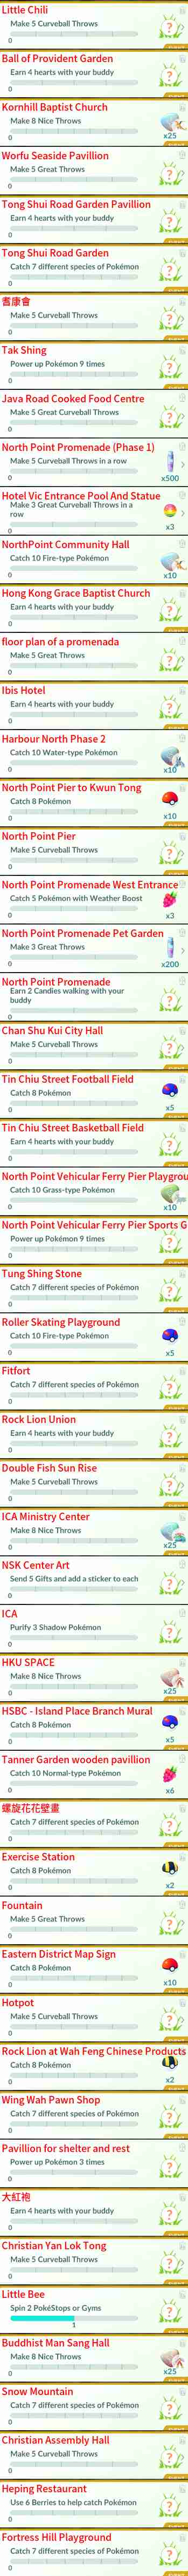 Little Chili
Make 5 Curveball Throws
0
Ball of Provident Garden
Earn 4 hearts with your buddy
0
Kornhill Baptist Church
Make 8 Nice Throws
x25
0
Worfu Seaside Pavillion
Make 5 Great Throws
0
Tong Shui Road Garden Pavillion
Earn 4 hearts with your buddy
0
Tong Shui Road Garden
Catch 7 different species of Pokémon
0
耆康會
Make 5 Curveball Throws
0
Tak Shing
Power up Pokémon 9 times
0
Java Road Cooked Food Centre
Make 5 Great Curveball Throws
0
North Point Promenade (Phase 1)
Make 5 Curveball Throws in a row
x500
0
Hotel Vic Entrance Pool And Statue
Make 3 Great Curveball Throws in a
row
x3
0
NorthPoint Community Hall
Catch 10 Fire-type Pokémon
x10
0
Hong Kong Grace Baptist Church
Earn 4 hearts with your buddy
0
floor plan of a promenada
Make 5 Great Throws
0
Ibis Hotel
Earn 4 hearts with your buddy
0
Harbour North Phase 2
Catch 10 Water-type Pokémon
x10
0
North Point Pier to Kwun Tong
Catch 8 Pokémon
x10
0
North Point Pier
Make 5 Curveball Throws
0
North Point Promenade West Entrance
Catch 5 Pokémon with Weather Boost
x3
0
North Point Promenade Pet Garden
Make 3 Great Throws
x200
0
North Point Promenade
Earn 2 Candies walking with your
buddy
0
Chan Shu Kui City Hall
Make 5 Curveball Throws
0
Tin Chiu Street Football Field
Catch 8 Pokémon
x5
0
Tin Chiu Street Basketball Field
Earn 4 hearts with your buddy
0
North Point Vehicular Ferry Pier Playgrou
Catch 10 Grass-type Pokémon
x10
0
North Point Vehicular Ferry Pier Sports G
Power up Pokémon 9 times
0
Tung Shing Stone
Catch 7 different species of Pokémon
0
Roller Skating Playground
Catch 10 Fire-type Pokémon
x5
0
Fitfort
Catch 7 different species of Pokémon
0
Rock Lion Union
Earn 4 hearts with your buddy
0
Double Fish Sun Rise
Make 5 Curveball Throws
0
ICA Ministry Center
Make 8 Nice Throws
x25
0
NSK Center Art
Send 5 Gifts and add a sticker to each
0
ICA
Purify 3 Shadow Pokémon
0
HKU SPACE
Make 8 Nice Throws
x25
0
HSBC - Island Place Branch Mural
Catch 8 Pokémon
x5
0
Tanner Garden wooden pavillion
Catch 10 Normal-type Pokémon
x6
0
螺旋花花壁畫
Catch 7 different species of Pokémon
0
Exercise Station
Catch 8 Pokémon
x2
0
Fountain
Make 5 Great Throws
0
Eastern District Map Sign
Catch 8 Pokémon
x10
0
Hotpot
Make 5 Curveball Throws
0
Rock Lion at Wah Feng Chinese Products
Catch 8 Pokémon
x2
0
Wing Wah Pawn Shop
Catch 7 different species of Pokémon
0
Pavillion for shelter and rest
Power up Pokémon 3 times
0
大紅袍
Earn 4 hearts with your buddy
0
Christian Yan Lok Tong
Make 5 Curveball Throws
0
Little Bee
Spin 2 PokéStops or Gyms
1
Buddhist Man Sang Hall
Make 8 Nice Throws
x25
0
Snow Mountain
Catch 7 different species of Pokémon
0
Christian Assembly Hall
Make 5 Curveball Throws
0
Heping Restaurant
Use 6 Berries to help catch Pokémon
0
Fortress Hill Playground
Catch 7 different species of Pokémon
0